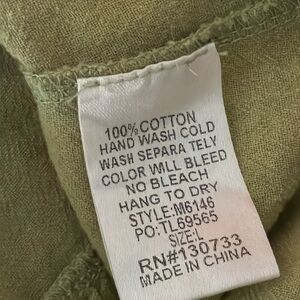 100% COTTON
HAND WASH COLD
WASH SEPARA TELY
COLOR WILL BLEED
NO BLEACH
HANG TO DRY
STYLE:M6146
PO:TL69565
SIZE:L
RN#130733
MADE IN CHINA